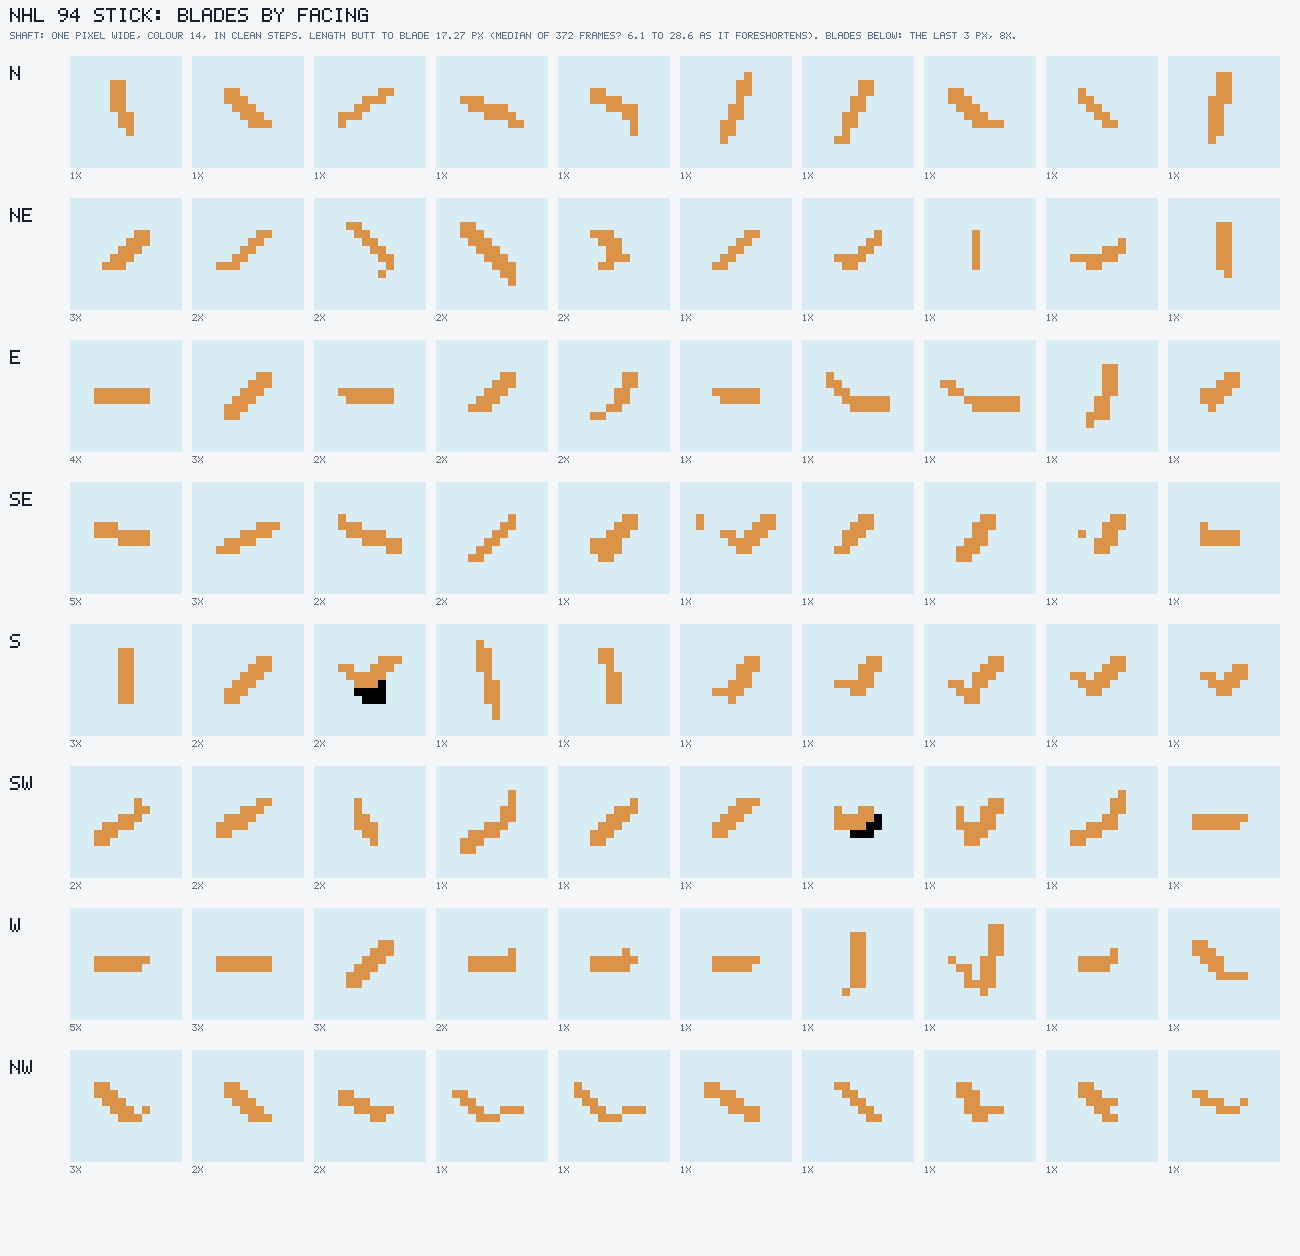 NHL 94 STICK: BLADES BY FACING
SHAFT: ONE PIXEL WIDE, COLOUR 14, IN CLEAN STEPS. LENGTH BUTT TO BLADE 17.27 PX (MEDIAN OF 372 FRAMES? 6.1 TO 28.6 AS IT FORESHORTENS). BLADES BELOW: THE LAST 3 PX, 8X.
N
1X 1X 1X 1X 1X 1X 1X 1X 1X 1X
NE
3X 2X 2X 2X 2X 1X 1X 1X 1X 1X
E
4X 3X 2X 2X 2X 1X 1X 1X 1X 1X
SE
5X 3X 2X 2X 1X 1X 1X 1X 1X 1X
S
3X 2X 2X 1X 1X 1X 1X 1X 1X 1X
SW
2X 2X 2X 1X 1X 1X 1X 1X 1X 1X
W
5X 3X 3X 2X 1X 1X 1X 1X 1X 1X
NW
3X 2X 2X 1X 1X 1X 1X 1X 1X 1X